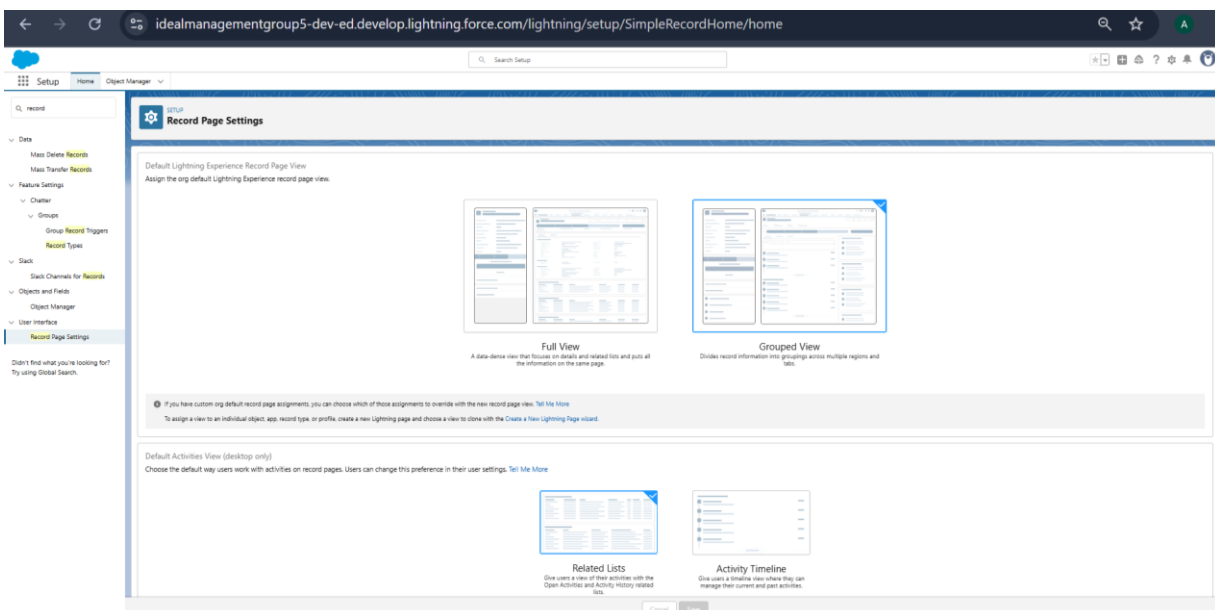 idealmanagementgroup5-dev-ed.develop.lightning.force.com/lightning/setup/SimpleRecordHome/home
A
Search Setup
Setup
Home
Object Manager
record
SETUP
Record Page Settings
Data
Mass Delete Records
Mass Transfer Records
Feature Settings
Chatter
Groups
Group Record Triggers
Record Types
Slack
Slack Channels for Records
Objects and Fields
Object Manager
User Interface
Record Page Settings
Didn't find what you're looking for?
Try using Global Search.
Default Lightning Experience Record Page View
Assign the org default Lightning Experience record page view.
Full View
A data-dense view that focuses on details and related lists and puts all
the information on the same page.
Grouped View
Divides record information into groupings across multiple regions and
tabs.
If you have custom org default record page assignments, you can choose which of those assignments to override with the new record page view. Tell Me More
To assign a view to an individual object, app, record type, or profile, create a new Lightning page and choose a view to clone with the Create a New Lightning Page wizard.
Default Activities View (desktop only)
Choose the default way users work with activities on record pages. Users can change this preference in their user settings. Tell Me More
Related Lists
Give users a view of their activities with the
Open Activities and Activity History related
lists.
Activity Timeline
Give users a timeline view where they can
manage their current and past activities.
Cancel
Save